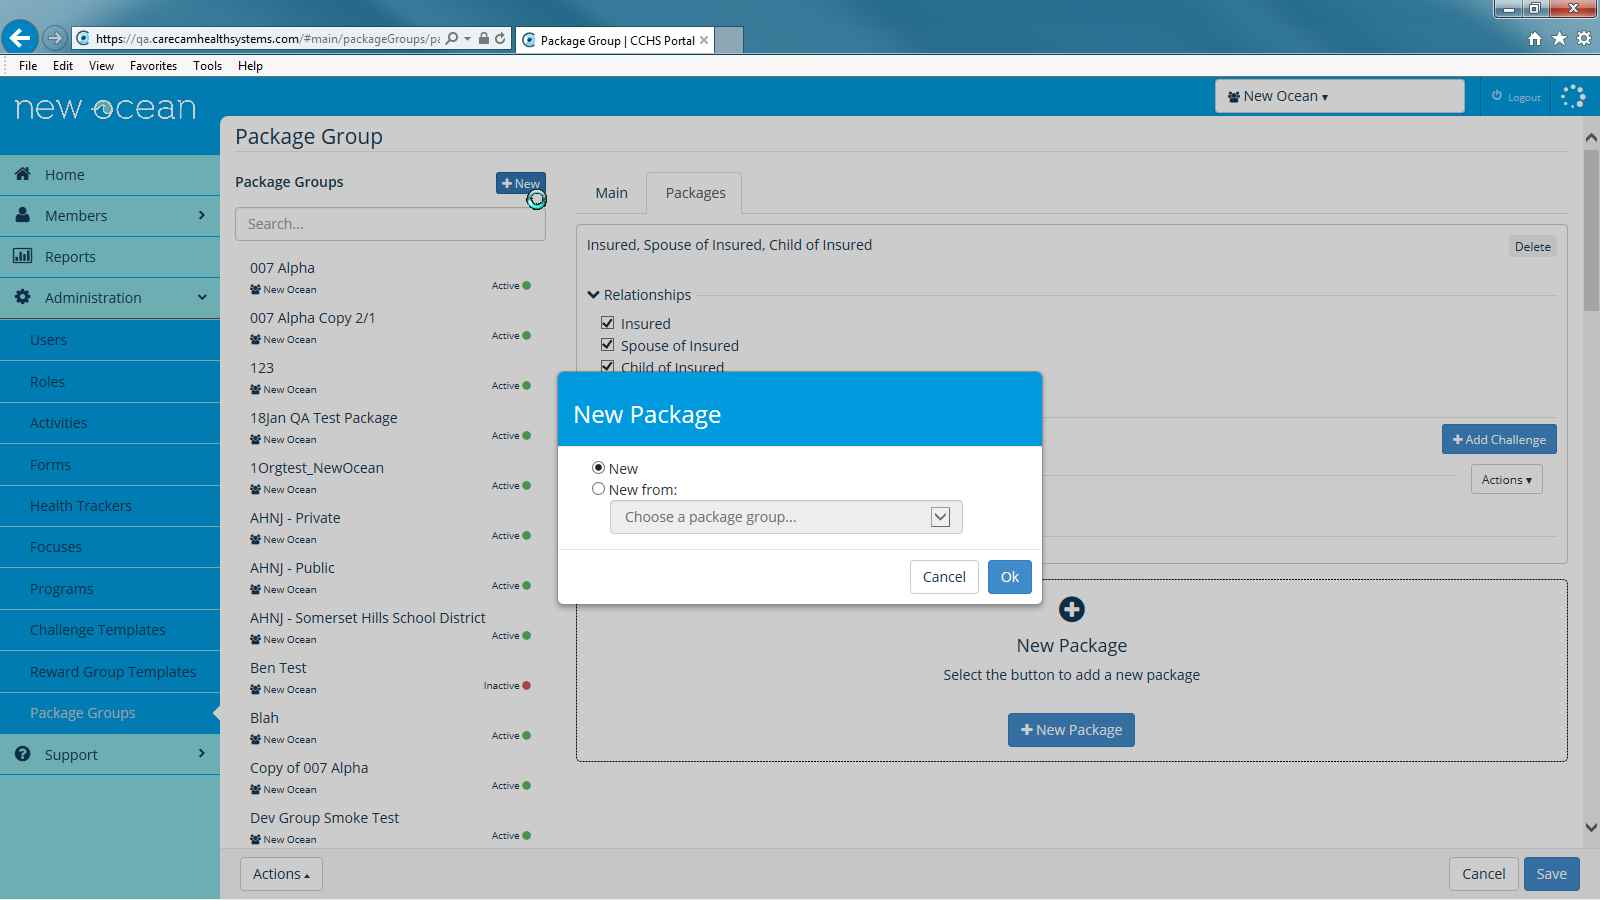 https://qa.carecamhealthsystems.com/#main/packageGroups/
Package Group | CCHS Portal
File Edit View Favorites Tools Help
new ocean
New Ocean
Logout
Home
Members
Reports
Administration
Users
Roles
Activities
Forms
Health Trackers
Focuses
Programs
Challenge Templates
Reward Group Templates
Package Groups
Support
Package Group
Package Groups
New
Search...
007 Alpha
New Ocean
Active
007 Alpha Copy 2/1
New Ocean
Active
123
New Ocean
Active
18Jan QA Test Package
New Ocean
Active
1Orgtest_NewOcean
New Ocean
Active
AHNJ - Private
New Ocean
Active
AHNJ - Public
New Ocean
Active
AHNJ - Somerset Hills School District
New Ocean
Active
Ben Test
New Ocean
Inactive
Blah
New Ocean
Active
Copy of 007 Alpha
New Ocean
Active
Dev Group Smoke Test
New Ocean
Active
Main
Packages
Insured, Spouse of Insured, Child of Insured
Delete
Relationships
Insured
Spouse of Insured
Child of Insured
Add Challenge
Actions
New Package
New
New from:
Choose a package group...
Cancel
Ok
New Package
Select the button to add a new package
New Package
Actions
Cancel
Save